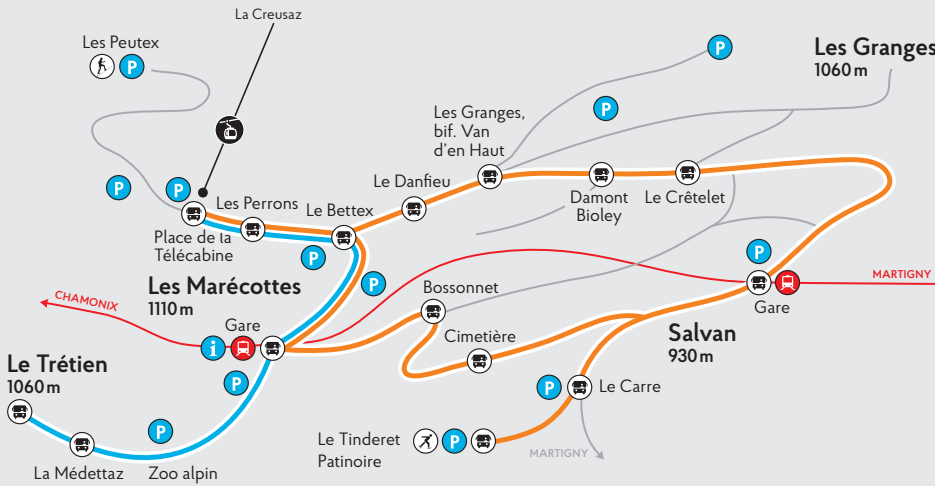 La Creusaz
Les Peutex
P
P
Les Granges
1060 m
P
Les Granges,
bif. Van
d'en Haut
P
P
Le Danfieu
Damont
Bioley
Le Crêtelet
Les Perrons
Le Bettex
Place de la
Télécabine
P
P
P
MARTIGNY
Les Marécottes
1110 m
P
CHAMONIX
Bossonnet
Gare
Gare
i
Salvan
930 m
Cimetière
Le Trétien
1060 m
P
P
Le Carre
P
Le Tinderet
Patinoire
P
MARTIGNY
La Médettaz
Zoo alpin